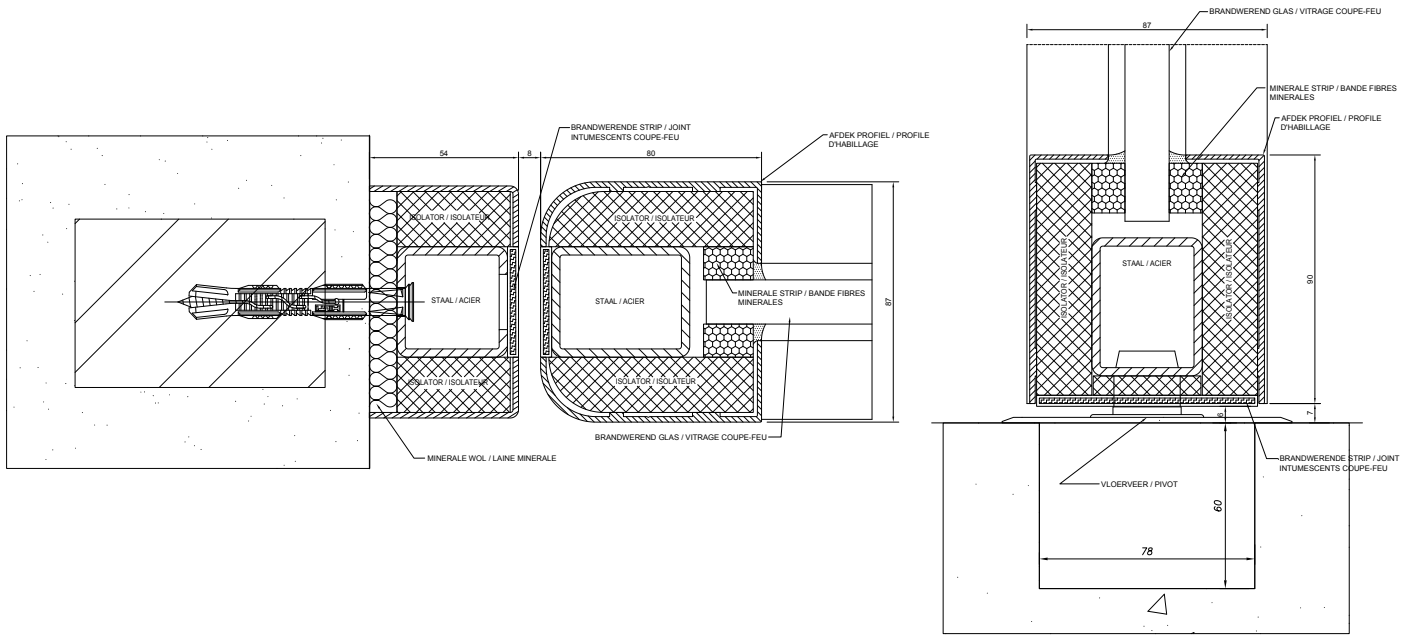 BRANDWERENDE STRIP / JOINT
INTUMESCENTS COUPE-FEU
AFDEK PROFIEL / PROFILE
D'HABILLAGE
54
8
80
ISOLATOR / ISOLATEUR
ISOLATOR / ISOLATEUR
STAAL / ACIER
STAAL / ACIER
MINERALE STRIP / BANDE FIBRES
MINERALES
87
ISOLATOR / ISOLATEUR
ISOLATOR / ISOLATEUR
BRANDWEREND GLAS / VITRAGE COUPE-FEU
MINERALE WOL / LAINE MINERALE
BRANDWEREND GLAS / VITRAGE COUPE-FEU
87
MINERALE STRIP / BANDE FIBRES
MINERALES
AFDEK PROFIEL / PROFILE
D'HABILLAGE
ISOLATOR / ISOLATEUR
STAAL / ACIER
ISOLATOR / ISOLATEUR
90
6
7
BRANDWERENDE STRIP / JOINT
INTUMESCENTS COUPE-FEU
VLOERVEER / PIVOT
60
78